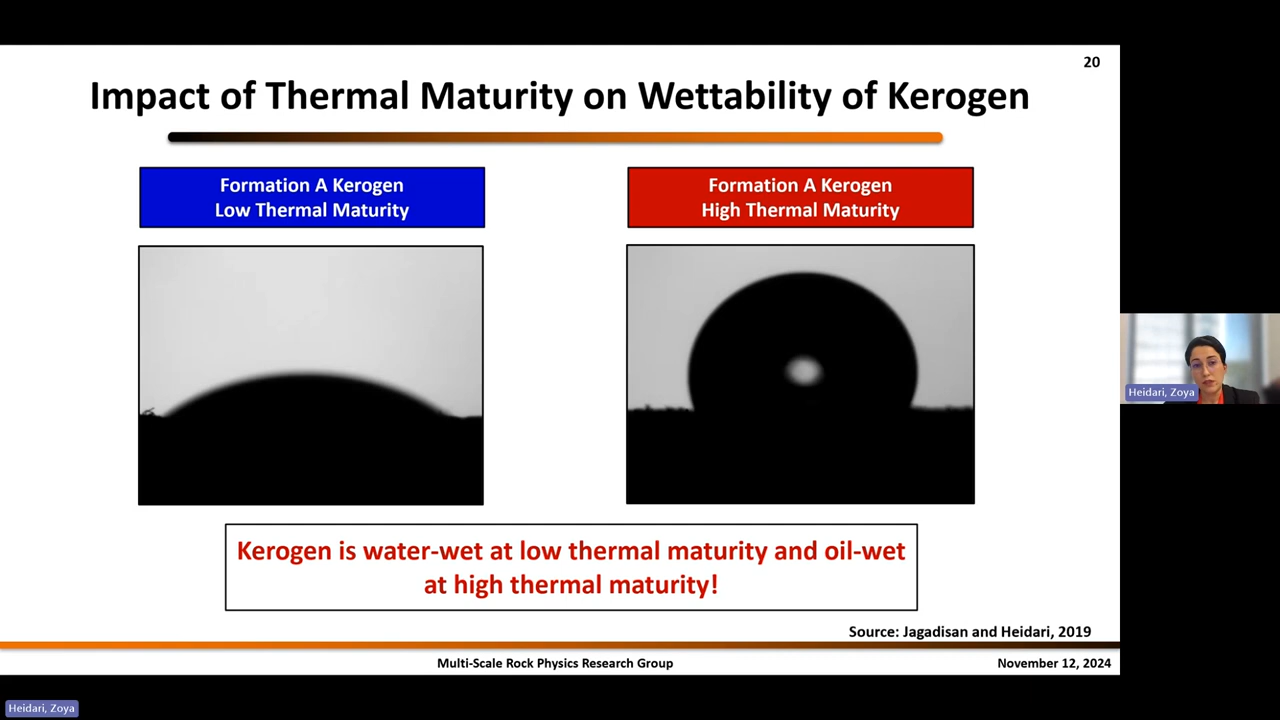 20
Impact of Thermal Maturity on Wettability of Kerogen
Formation A Kerogen
Low Thermal Maturity
Formation A Kerogen
High Thermal Maturity
Kerogen is water-wet at low thermal maturity and oil-wet
at high thermal maturity!
Source: Jagadisan and Heidari, 2019
Multi-Scale Rock Physics Research Group
November 12, 2024
Heidari, Zoya
Heidari, Zoya